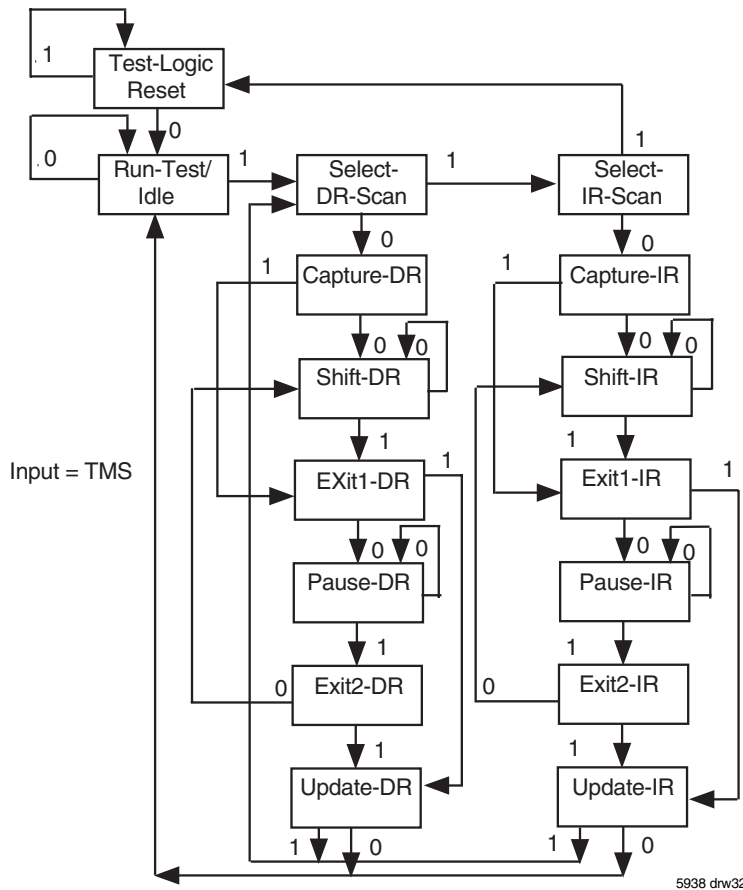 .1
Test-Logic
Reset
0
1
.0
Run-Test/
Idle
1
Select-
DR-Scan
1
Select-
IR-Scan
0
0
1
Capture-DR
1
Capture-IR
0
0
0
0
Shift-DR
Shift-IR
1
1
Input = TMS
EXit1-DR
1
Exit1-IR
1
0
0
0
0
Pause-DR
Pause-IR
1
1
0
Exit2-DR
0
Exit2-IR
1
1
Update-DR
Update-IR
1
0
1
0
5938 drw32